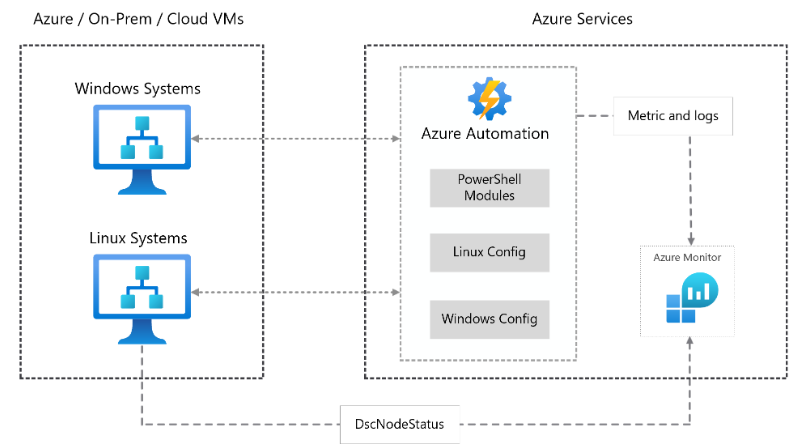 Azure / On-Prem / Cloud VMs
Azure Services
Windows Systems
Linux Systems
Azure Automation
PowerShell
Modules
Linux Config
Windows Config
Metric and logs
Azure Monitor
DscNodeStatus